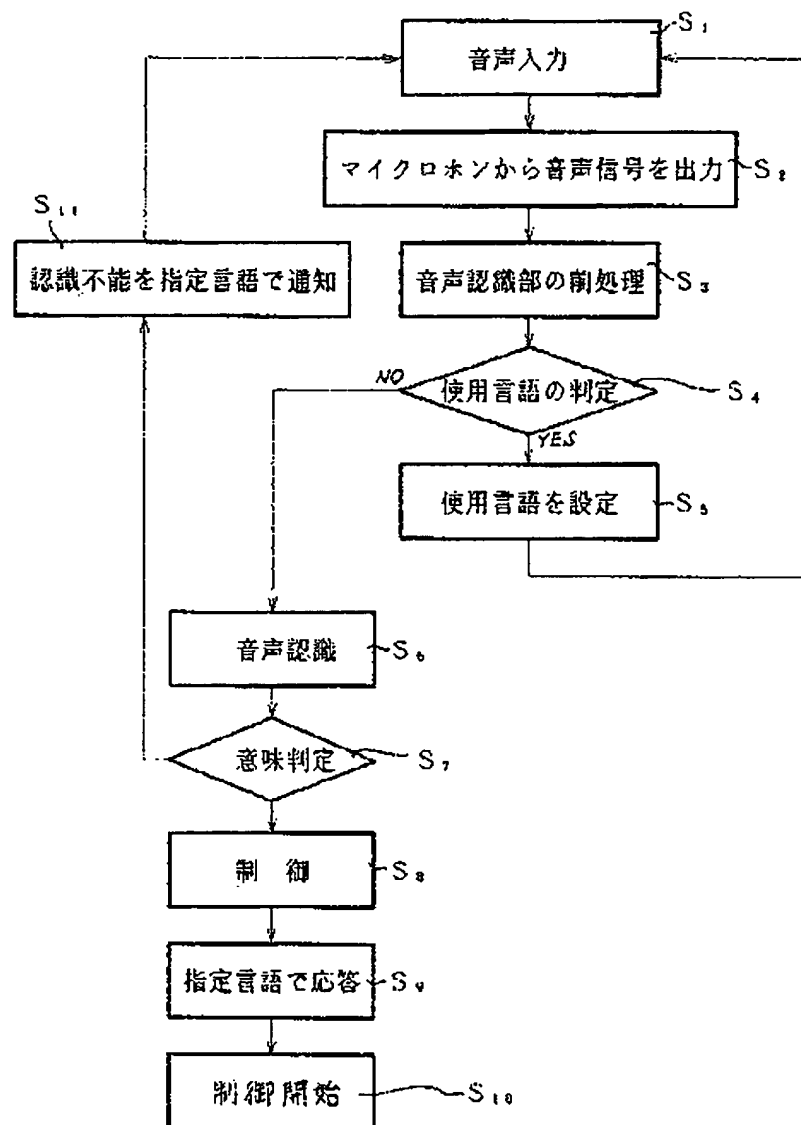 音声入力 S₁
マイクロホンから音声信号を出力 S₂
S₁₁
認識不能を指定言語で通知
音声認識部の前処理 S₃
NO
使用言語の判定 S₄
YES
使用言語を設定 S₅
音声認識 S₆
意味判定 S₇
制御 S₈
指定言語で応答 S₉
制御開始 S₁₀